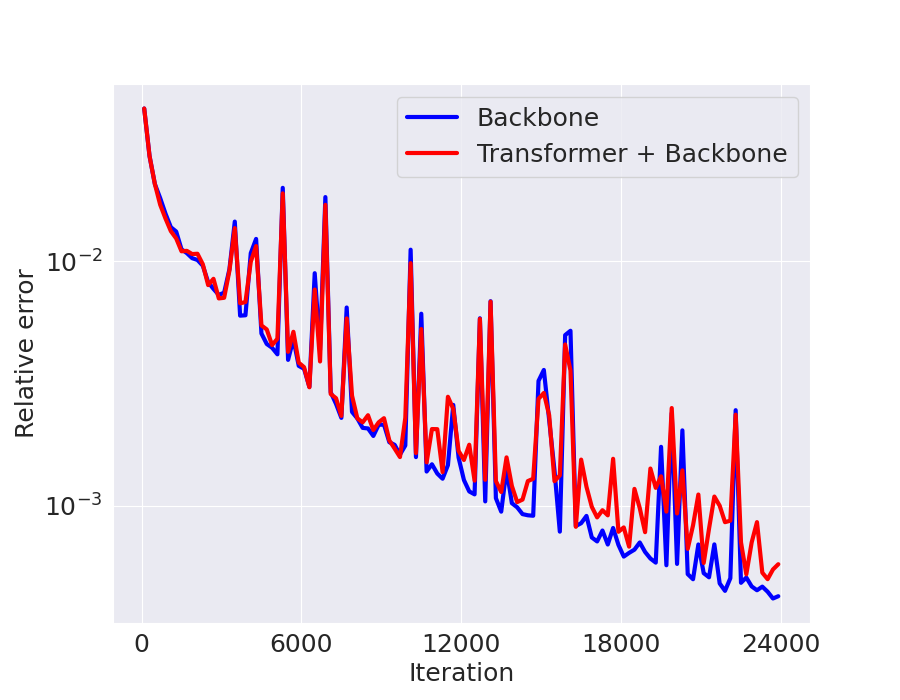 Backbone
Transformer + Backbone
Relative error
10⁻²
10⁻³
0 6000 12000 18000 24000
Iteration